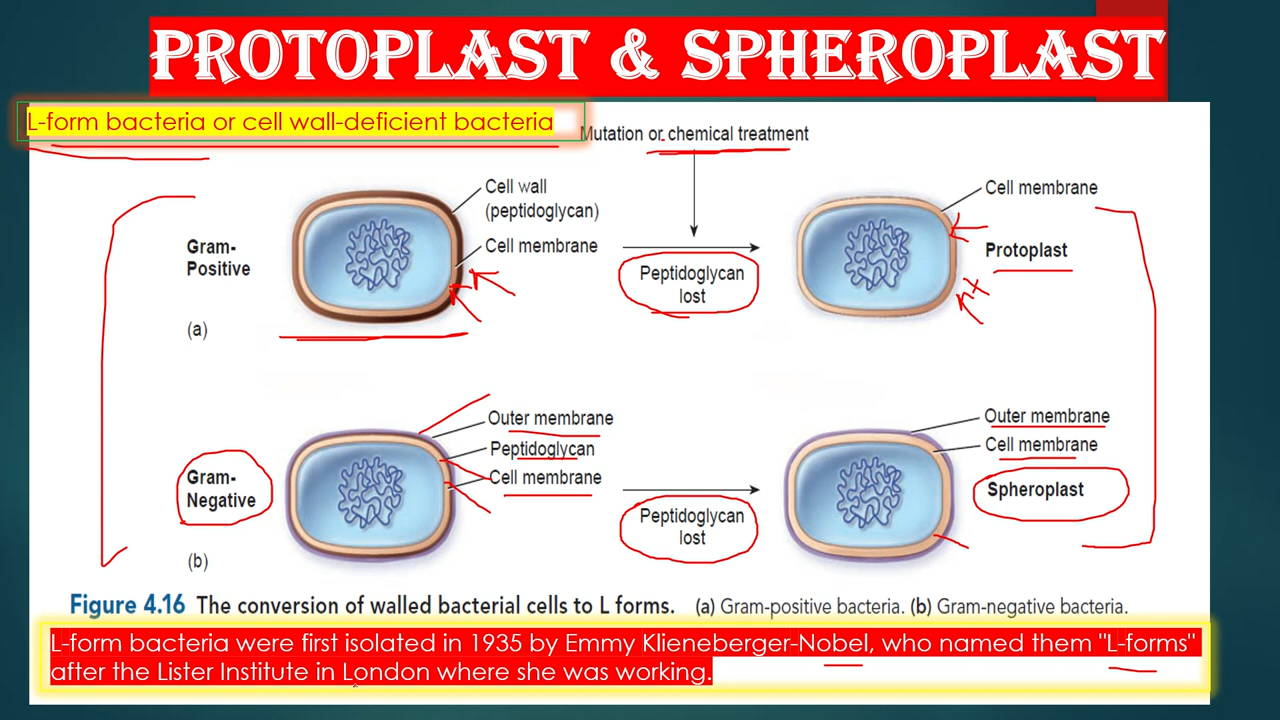 PROTOPLAST & SPHEROPLAST
L-form bacteria or cell wall-deficient bacteria
Mutation or chemical treatment
Cell wall
(peptidoglycan)
Cell membrane
Gram-
Positive
(a)
Peptidoglycan
lost
Cell membrane
Protoplast
Outer membrane
Peptidoglycan
Cell membrane
Gram-
Negative
(b)
Peptidoglycan
lost
Outer membrane
Cell membrane
Spheroplast
Figure 4.16 The conversion of walled bacterial cells to L forms. (a) Gram-positive bacteria. (b) Gram-negative bacteria.
L-form bacteria were first isolated in 1935 by Emmy Klieneberger-Nobel, who named them "L-forms"
after the Lister Institute in London where she was working.